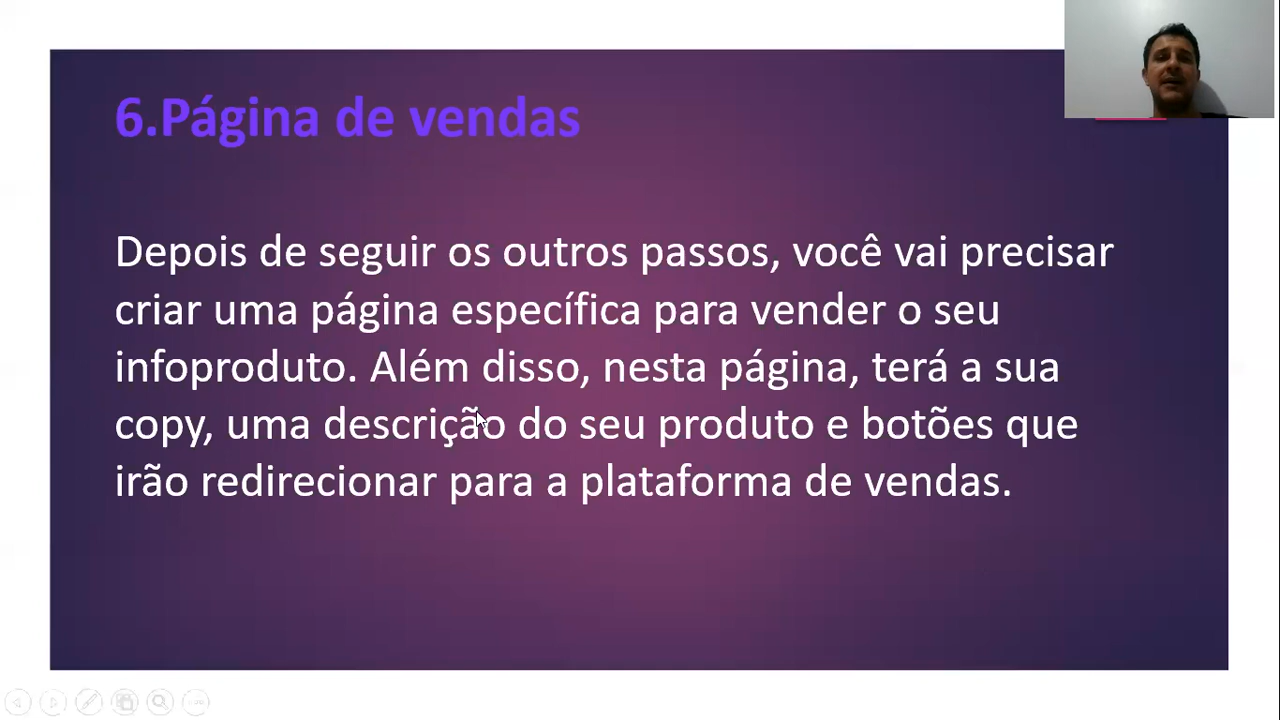 6.Página de vendas
Depois de seguir os outros passos, você vai precisar
criar uma página específica para vender o seu
infoproduto. Além disso, nesta página, terá a sua
copy, uma descrição do seu produto e botões que
irão redirecionar para a plataforma de vendas.